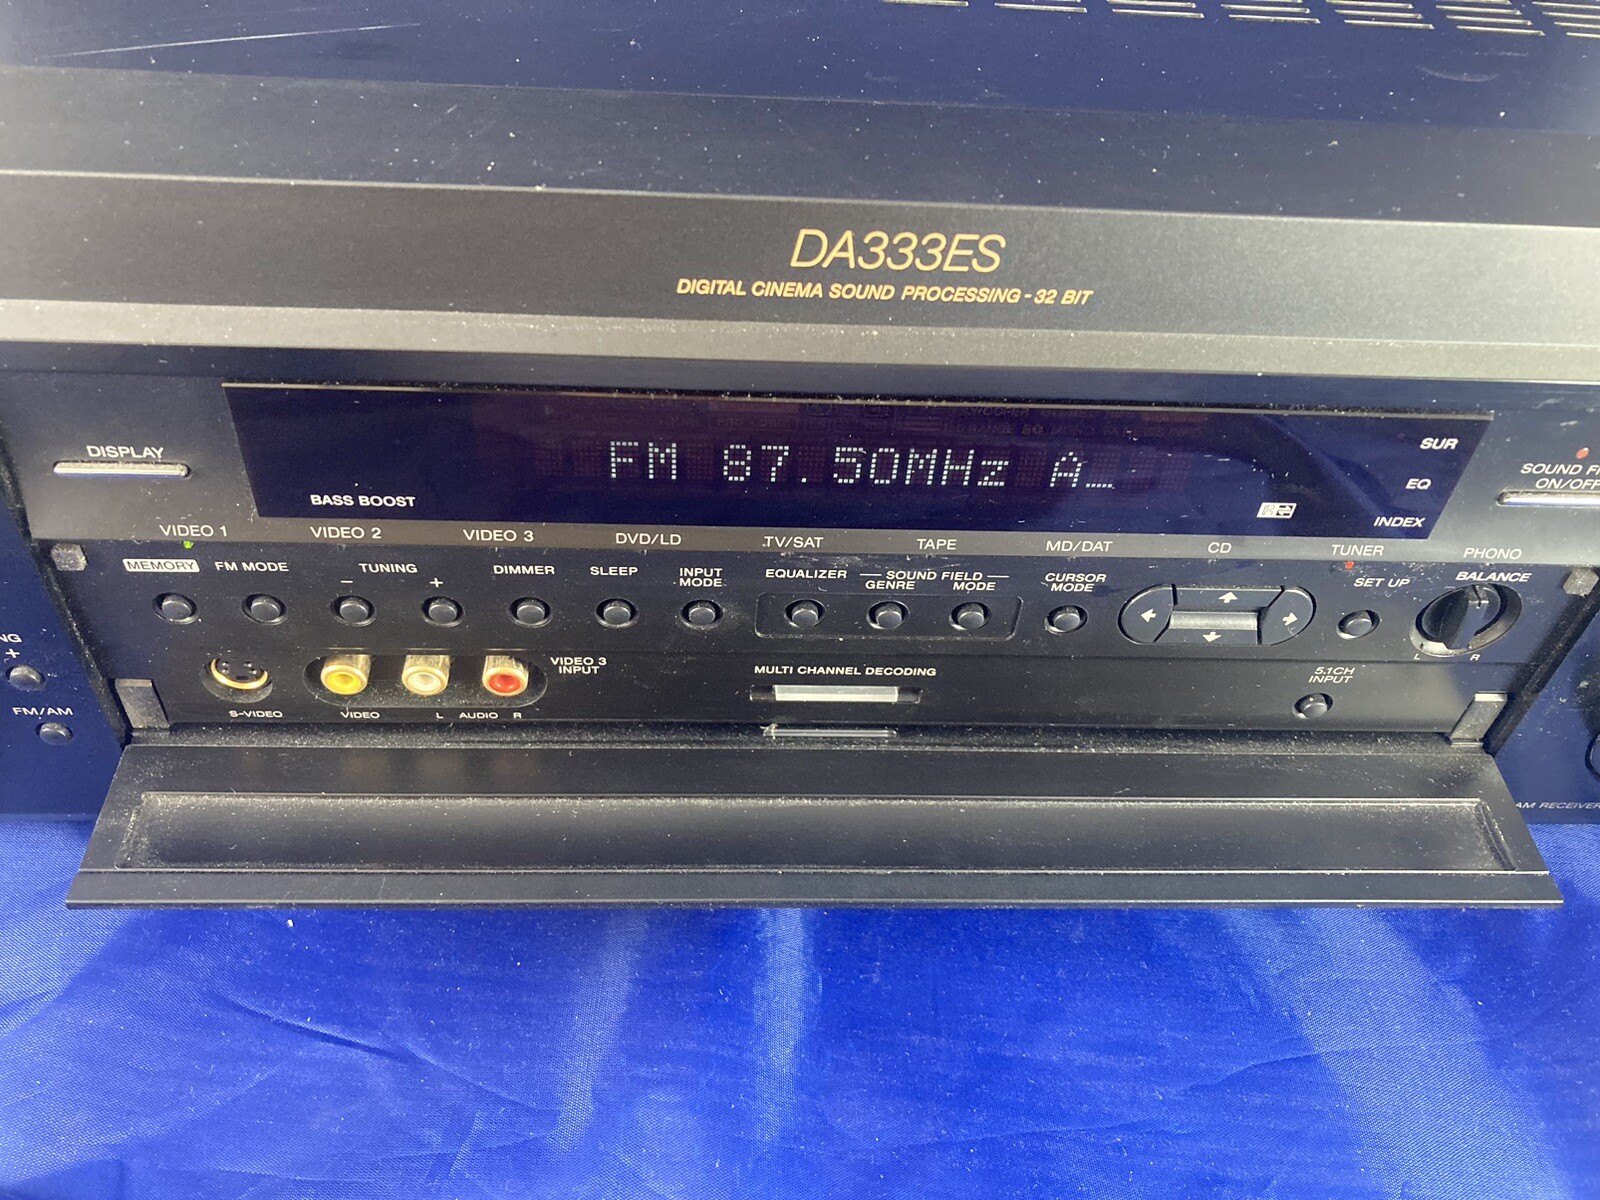 DA333ES
DIGITAL CINEMA SOUND PROCESSING - 32 BIT
DISPLAY
FM 87.50MHz A_
SUR
EQ
INDEX
BASS BOOST
SOUND FI
ON/OFF
VIDEO 1 VIDEO 2 VIDEO 3 DVD/LD TV/SAT TAPE MD/DAT CD TUNER PHONO
MEMORY FM MODE TUNING DIMMER SLEEP INPUT MODE EQUALIZER SOUND FIELD GENRE MODE CURSOR MODE SET UP BALANCE
- +
L R
NG
+
FM/AM
S-VIDEO VIDEO L AUDIO R
VIDEO 3
INPUT
MULTI CHANNEL DECODING
5.1CH
INPUT
AM RECEIVER